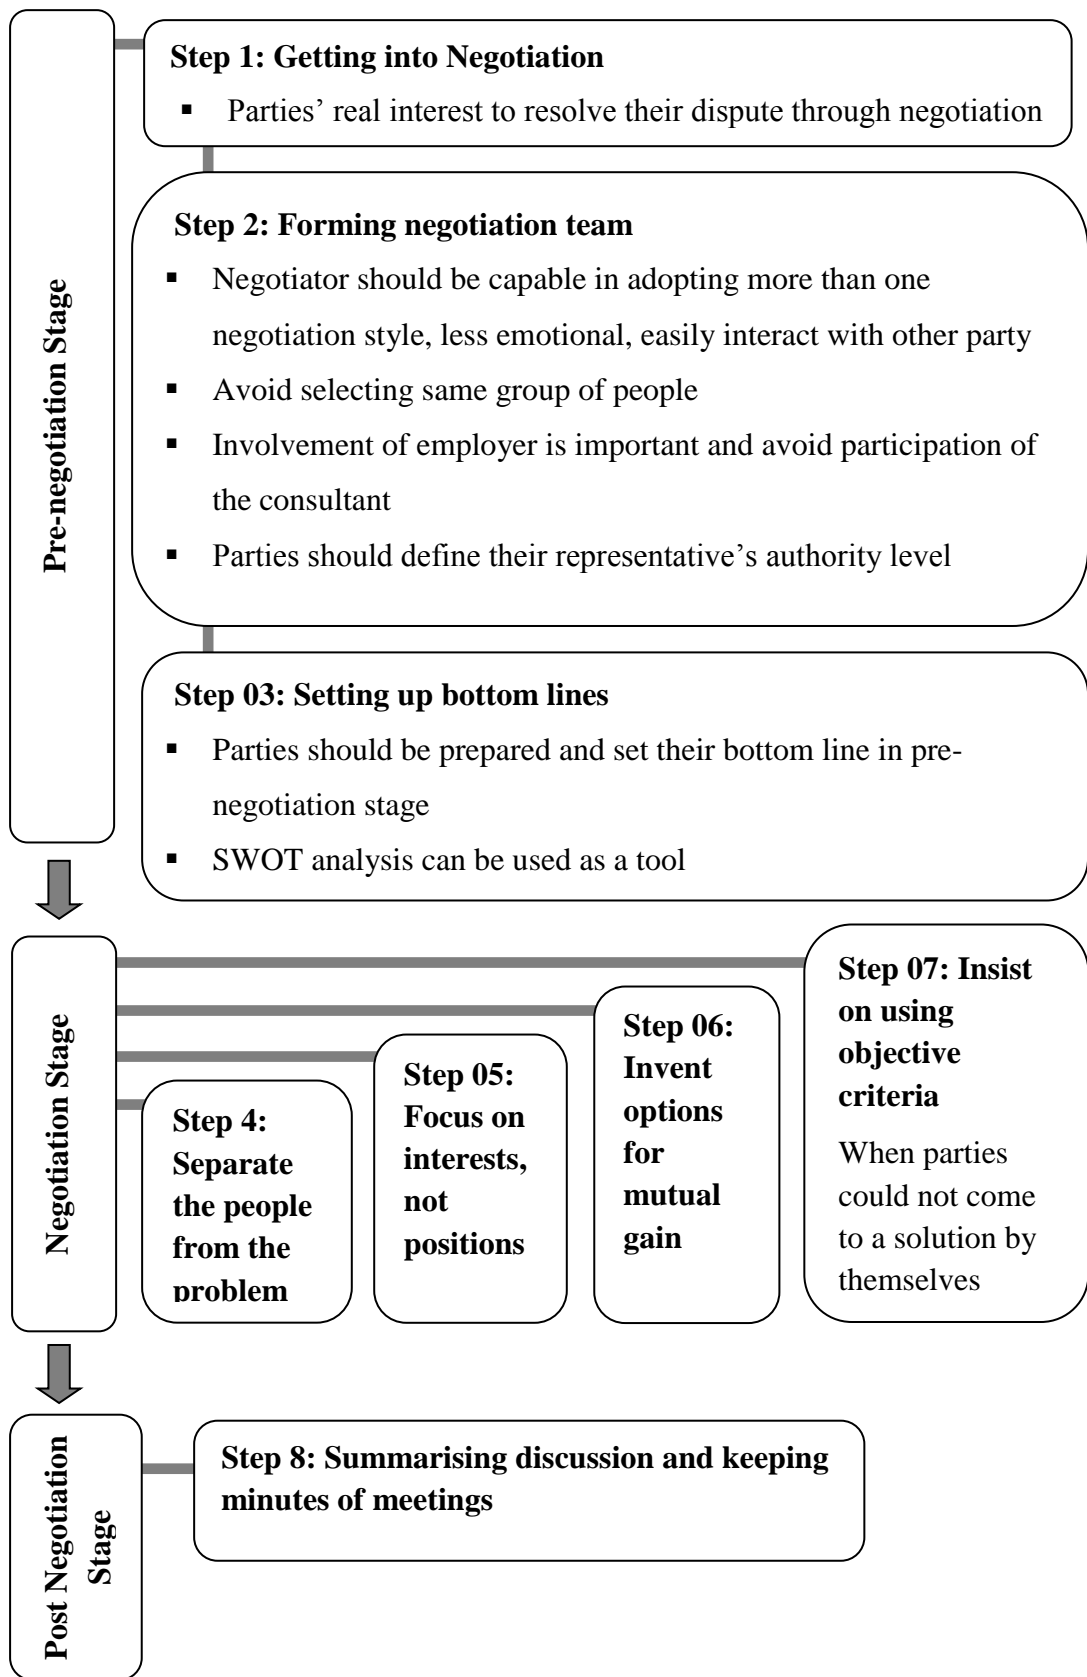 Pre-negotiation Stage
Step 1: Getting into Negotiation
▪ Parties’ real interest to resolve their dispute through negotiation
Step 2: Forming negotiation team
▪ Negotiator should be capable in adopting more than one
negotiation style, less emotional, easily interact with other party
▪ Avoid selecting same group of people
▪ Involvement of employer is important and avoid participation of
the consultant
▪ Parties should define their representative’s authority level
Step 03: Setting up bottom lines
▪ Parties should be prepared and set their bottom line in pre-
negotiation stage
▪ SWOT analysis can be used as a tool
Negotiation Stage
Step 4:
Separate
the people
from the
problem
Step 05:
Focus on
interests,
not
positions
Step 06:
Invent
options
for
mutual
gain
Step 07: Insist
on using
objective
criteria
When parties
could not come
to a solution by
themselves
Post Negotiation
Stage
Step 8: Summarising discussion and keeping
minutes of meetings